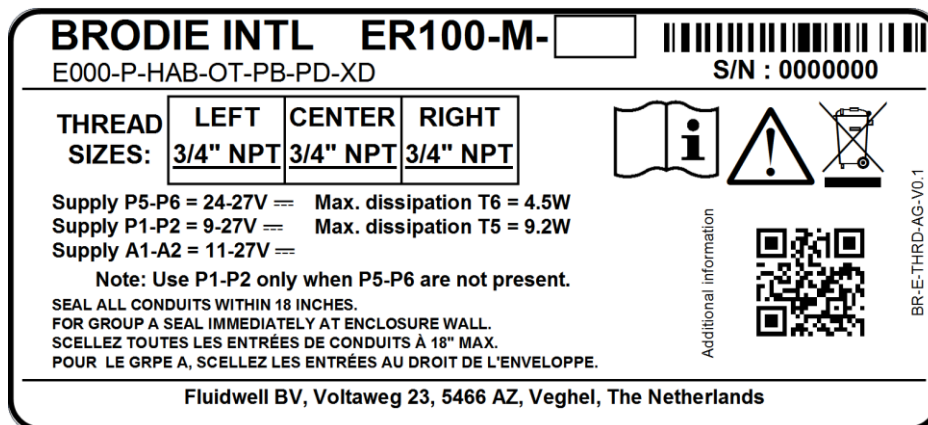 BRODIE INTL ER100-M-
E000-P-HAB-OT-PB-PD-XD
S/N : 0000000
THREAD SIZES:
LEFT CENTER RIGHT
3/4" NPT 3/4" NPT 3/4" NPT
Supply P5-P6 = 24-27V ⎓ Max. dissipation T6 = 4.5W
Supply P1-P2 = 9-27V ⎓ Max. dissipation T5 = 9.2W
Supply A1-A2 = 11-27V ⎓
Note: Use P1-P2 only when P5-P6 are not present.
SEAL ALL CONDUITS WITHIN 18 INCHES.
FOR GROUP A SEAL IMMEDIATELY AT ENCLOSURE WALL.
SCELLEZ TOUTES LES ENTRÉES DE CONDUITS À 18" MAX.
POUR LE GRPE A, SCELLEZ LES ENTRÉES AU DROIT DE L'ENVELOPPE.
i
Additional information
BR-E-THRD-AG-V0.1
Fluidwell BV, Voltaweg 23, 5466 AZ, Veghel, The Netherlands